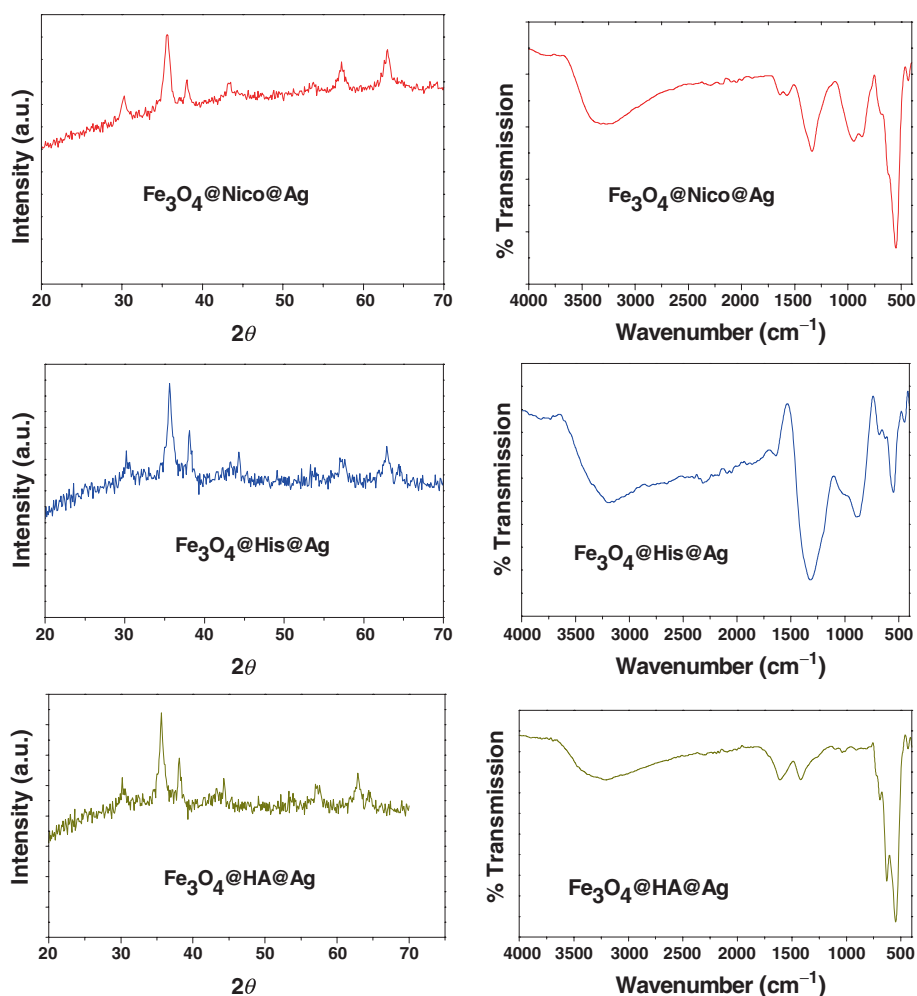 Intensity (a.u.)
Fe3O4@Nico@Ag
20 30 40 50 60 70
2θ
% Transmission
Fe3O4@Nico@Ag
4000 3500 3000 2500 2000 1500 1000 500
Wavenumber (cm−1)
Intensity (a.u.)
Fe3O4@His@Ag
20 30 40 50 60 70
2θ
% Transmission
Fe3O4@His@Ag
4000 3500 3000 2500 2000 1500 1000 500
Wavenumber (cm−1)
Intensity (a.u.)
Fe3O4@HA@Ag
20 30 40 50 60 70
2θ
% Transmission
Fe3O4@HA@Ag
4000 3500 3000 2500 2000 1500 1000 500
Wavenumber (cm−1)